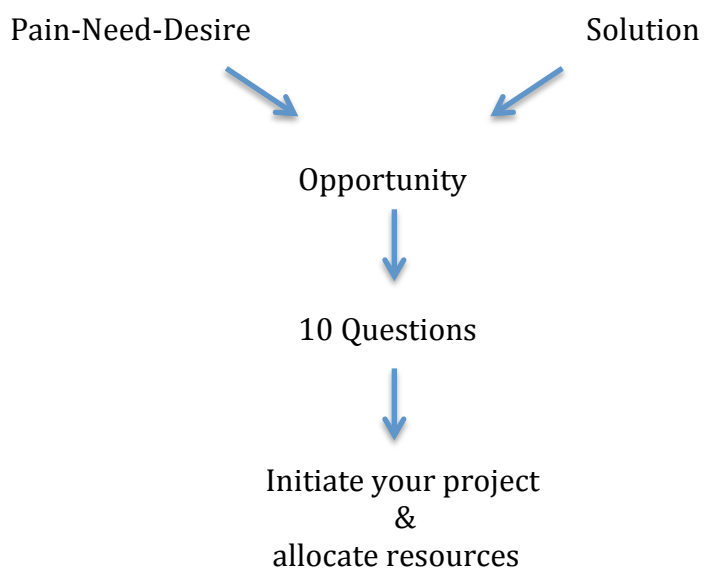 Pain-Need-Desire
Solution
Opportunity
10 Questions
Initiate your project
&
allocate resources